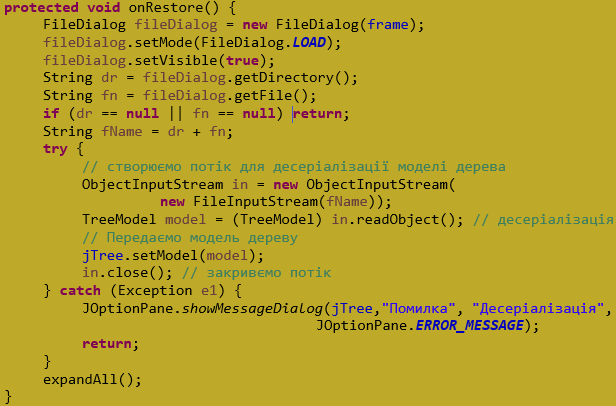 protected void onRestore() {
FileDialog fileDialog = new FileDialog(frame);
fileDialog.setMode(FileDialog.LOAD);
fileDialog.setVisible(true);
String dr = fileDialog.getDirectory();
String fn = fileDialog.getFile();
if (dr == null || fn == null) return;
String fName = dr + fn;
try {
// створюємо потік для десеріалізації моделі дерева
ObjectInputStream in = new ObjectInputStream(
new FileInputStream(fName));
TreeModel model = (TreeModel) in.readObject(); // десеріалізація
// Передаємо модель дереву
jTree.setModel(model);
in.close(); // закривємо потік
} catch (Exception e1) {
JOptionPane.showMessageDialog(jTree,"Помилка", "Десеріалізація",
JOptionPane.ERROR_MESSAGE);
return;
}
expandAll();
}